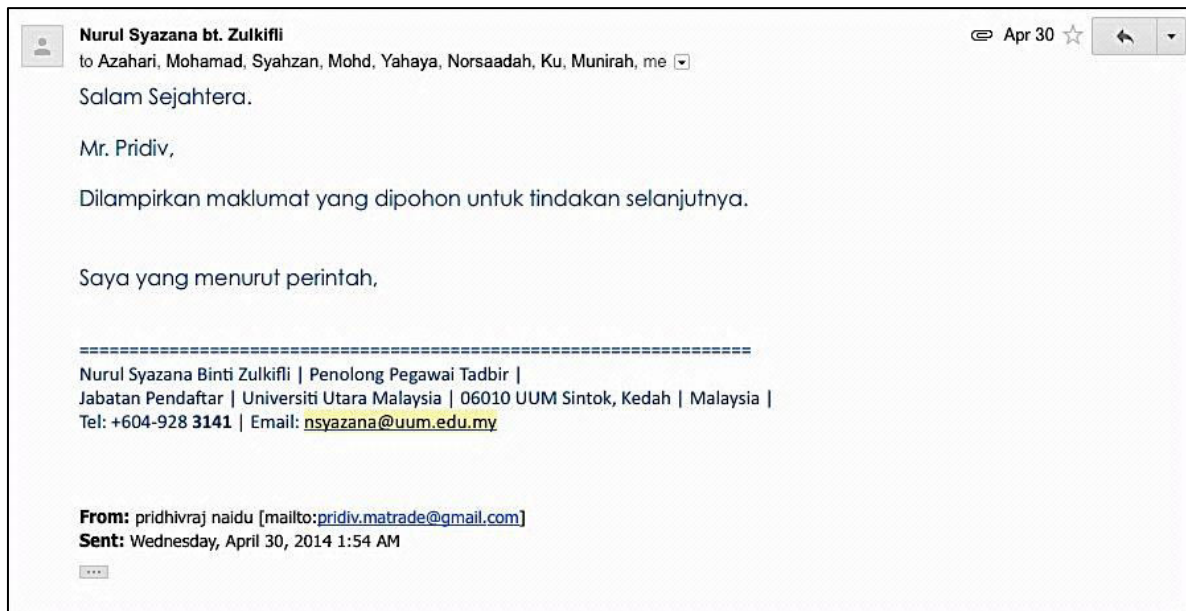 Nurul Syazana bt. Zulkifli
Apr 30
to Azahari, Mohamad, Syahzan, Mohd, Yahaya, Norsaadah, Ku, Munirah, me
Salam Sejahtera.
Mr. Pridiv,
Dilampirkan maklumat yang dipohon untuk tindakan selanjutnya.
Saya yang menurut perintah,
===================================================================
Nurul Syazana Binti Zulkifli | Penolong Pegawai Tadbir |
Jabatan Pendaftar | Universiti Utara Malaysia | 06010 UUM Sintok, Kedah | Malaysia |
Tel: +604-928 3141 | Email: nsyazana@uum.edu.my
From: pridhivraj naidu [mailto:pridiv.matrade@gmail.com]
Sent: Wednesday, April 30, 2014 1:54 AM
...